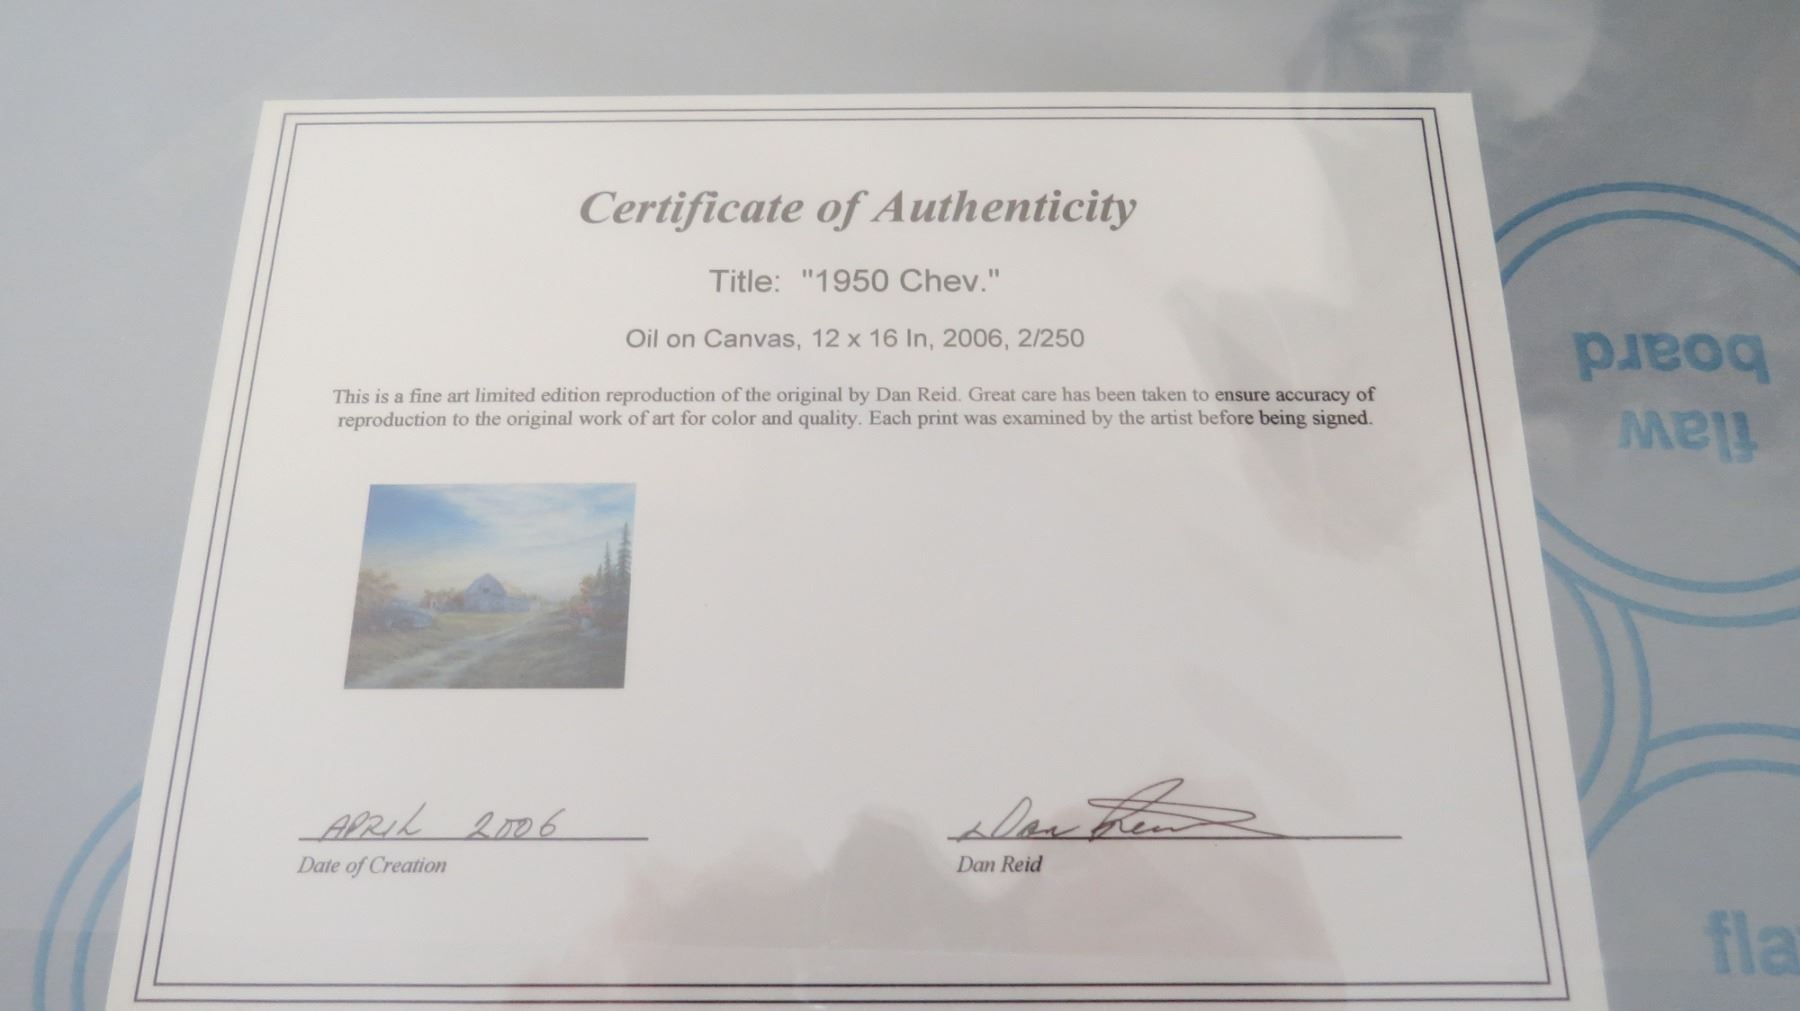 Certificate of Authenticity
Title: "1950 Chev."
Oil on Canvas, 12 x 16 In, 2006, 2/250
This is a fine art limited edition reproduction of the original by Dan Reid. Great care has been taken to ensure accuracy of
reproduction to the original work of art for color and quality. Each print was examined by the artist before being signed.
APRIL 2006
Dan Reid
Date of Creation
Dan Reid
flaw
board
fla